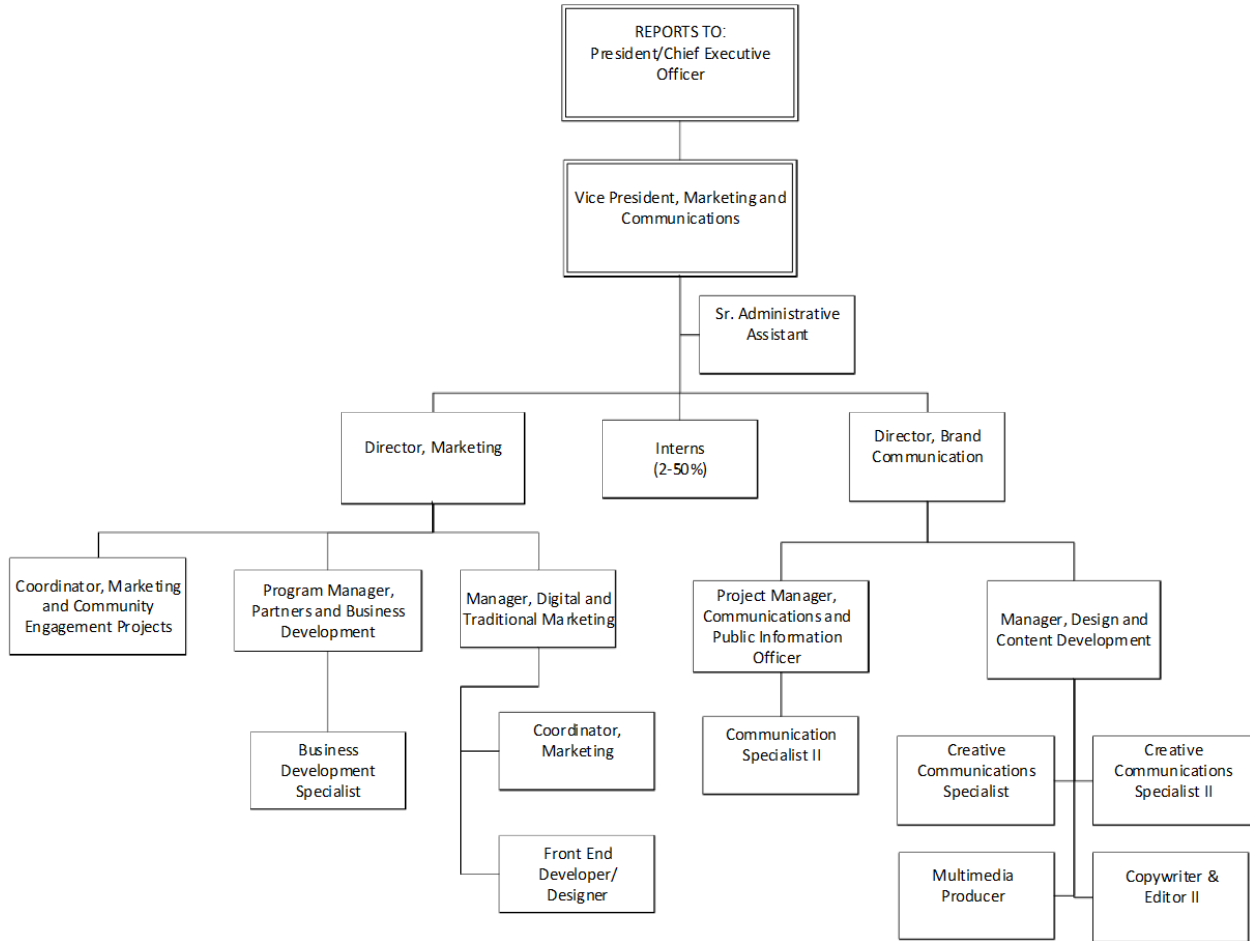 REPORTS TO:
President/Chief Executive
Officer
Vice President, Marketing and
Communications
Sr. Administrative
Assistant
Director, Marketing
Interns
(2-50%)
Director, Brand
Communication
Coordinator, Marketing
and Community
Engagement Projects
Program Manager,
Partners and Business
Development
Manager, Digital and
Traditional Marketing
Project Manager,
Communications and
Public Information
Officer
Manager, Design and
Content Development
Business
Development
Specialist
Coordinator,
Marketing
Communication
Specialist II
Creative
Communications
Specialist
Creative
Communications
Specialist II
Front End
Developer/
Designer
Multimedia
Producer
Copywriter &
Editor II